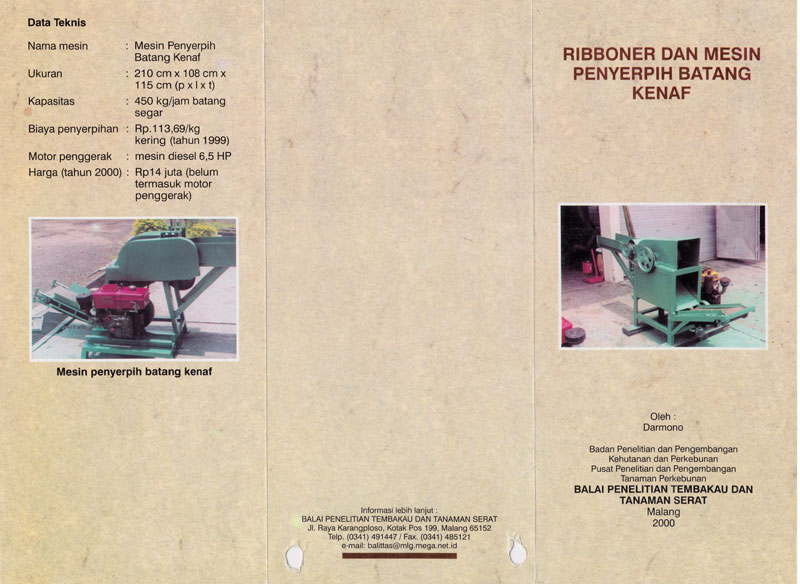 Data Teknis
Nama mesin : Mesin Penyerpih
Batang Kenaf
Ukuran : 210 cm x 108 cm x
115 cm (p x l x t)
Kapasitas : 450 kg/jam batang
segar
Biaya penyerpihan : Rp.113,69/kg
kering (tahun 1999)
Motor penggerak : mesin diesel 6,5 HP
Harga (tahun 2000) : Rp14 juta (belum
termasuk motor
penggerak)
Mesin penyerpih batang kenaf
Informasi lebih lanjut :
BALAI PENELITIAN TEMBAKAU DAN TANAMAN SERAT
Jl. Raya Karangploso, Kotak Pos 199, Malang 65152
Telp. (0341) 491447 / Fax. (0341) 485121
e-mail: balittas@mlg.mega.net.id
RIBBONER DAN MESIN
PENYERPIH BATANG
KENAF
Oleh :
Darmono
Badan Penelitian dan Pengembangan
Kehutanan dan Perkebunan
Pusat Penelitian dan Pengembangan
Tanaman Perkebunan
BALAI PENELITIAN TEMBAKAU DAN
TANAMAN SERAT
Malang
2000